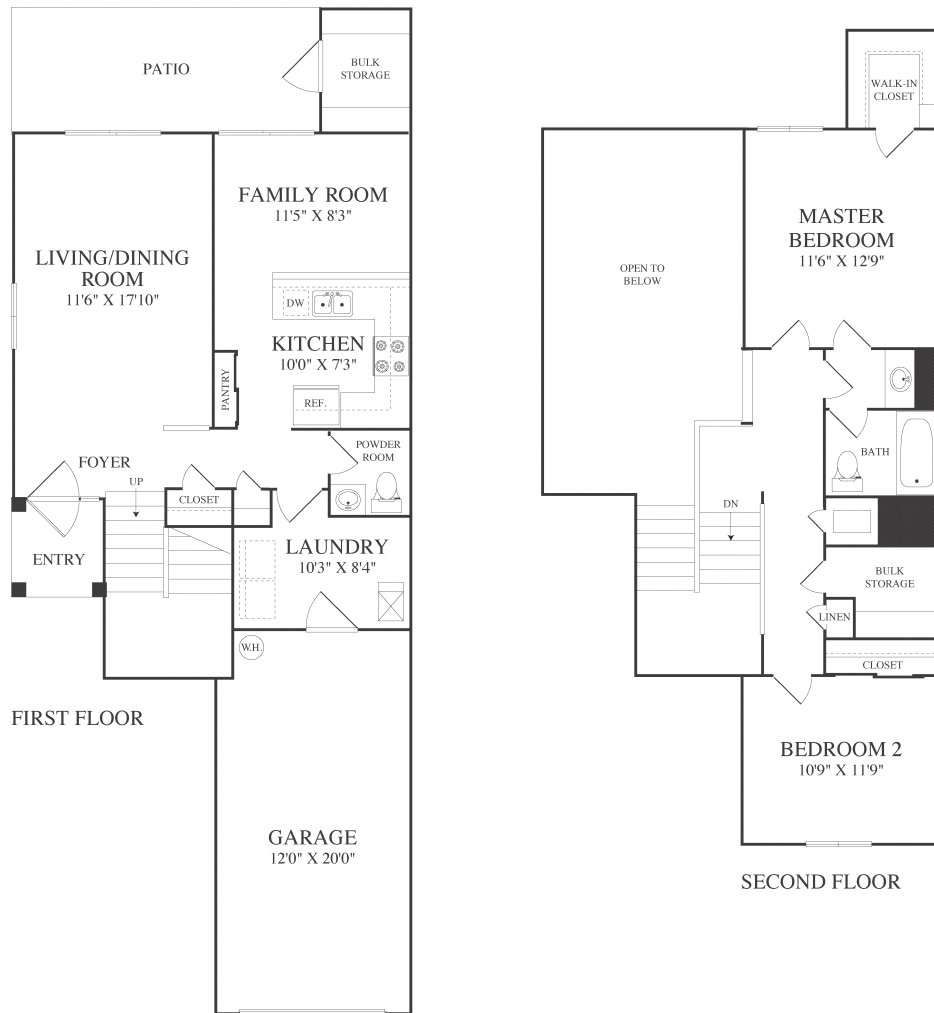 PATIO
BULK
STORAGE
FAMILY ROOM
11'5" X 8'3"
LIVING/DINING
ROOM
11'6" X 17'10"
DW
KITCHEN
10'0" X 7'3"
PANTRY
REF.
POWDER
ROOM
FOYER
UP
CLOSET
ENTRY
LAUNDRY
10'3" X 8'4"
W.H.
FIRST FLOOR
GARAGE
12'0" X 20'0"
WALK-IN
CLOSET
MASTER
BEDROOM
11'6" X 12'9"
OPEN TO
BELOW
BATH
DN
BULK
STORAGE
LINEN
CLOSET
BEDROOM 2
10'9" X 11'9"
SECOND FLOOR